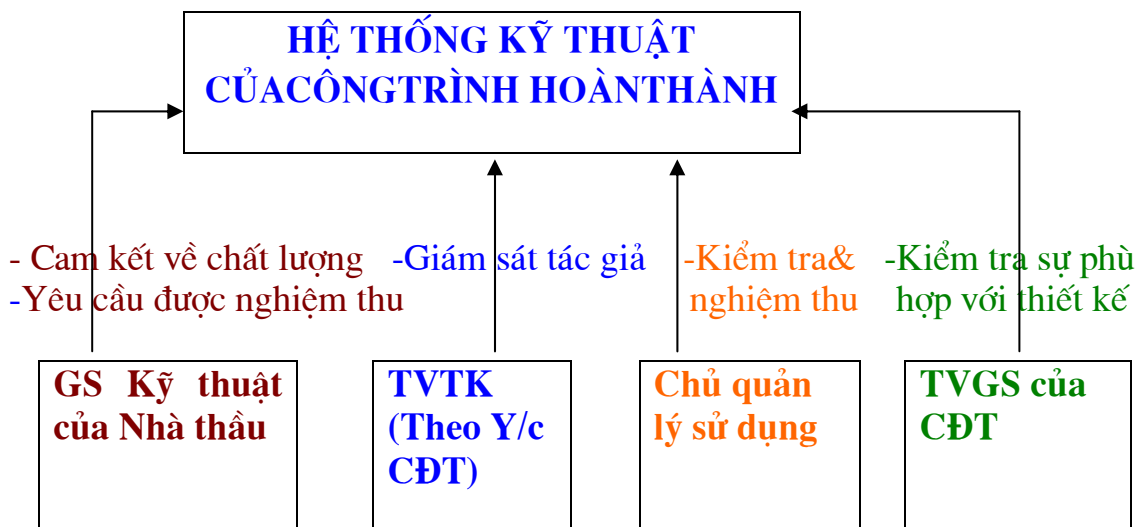 HỆ THỐNG KỸ THUẬT
CỦACÔNGTRÌNH HOÀNTHÀNH
- Cam kết về chất lượng
-Yêu cầu được nghiệm thu
-Giám sát tác giả
-Kiểm tra&
nghiệm thu
-Kiểm tra sự phù
hợp với thiết kế
GS Kỹ thuật
của Nhà thầu
TVTK
(Theo Y/c
CĐT)
Chủ quản
lý sử dụng
TVGS của
CĐT